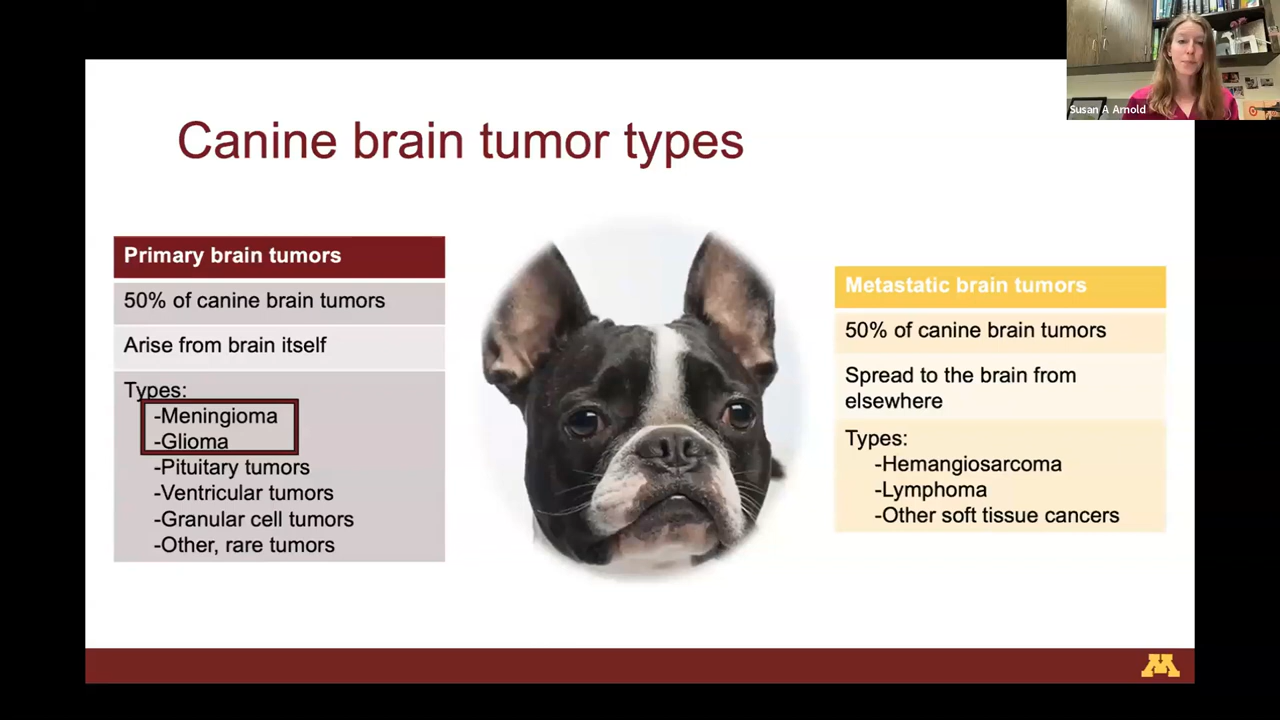 Susan A Arnold
Canine brain tumor types
Primary brain tumors
50% of canine brain tumors
Arise from brain itself
Types:
-Meningioma
-Glioma
-Pituitary tumors
-Ventricular tumors
-Granular cell tumors
-Other, rare tumors
Metastatic brain tumors
50% of canine brain tumors
Spread to the brain from
elsewhere
Types:
-Hemangiosarcoma
-Lymphoma
-Other soft tissue cancers
M